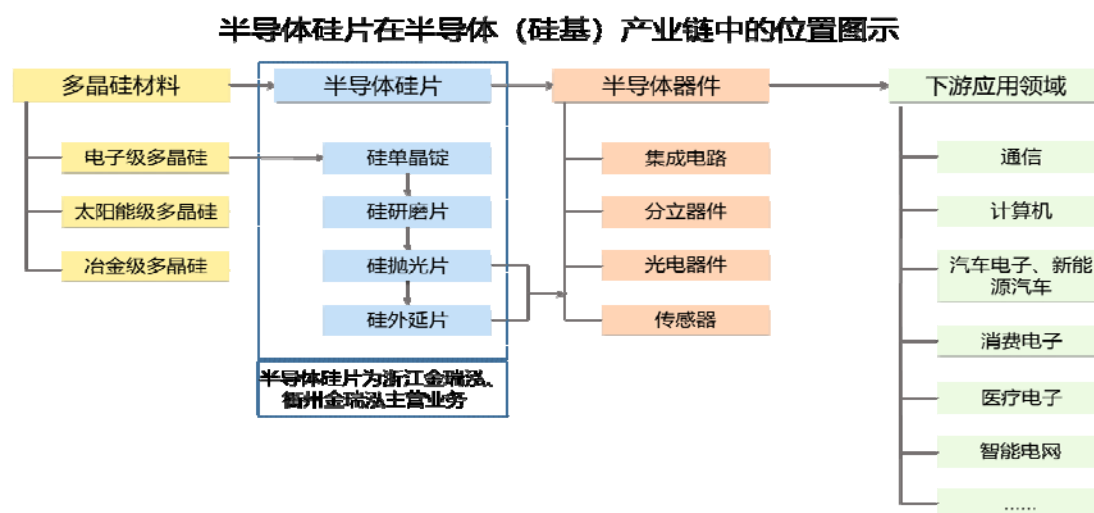 半导体硅片在半导体（硅基）产业链中的位置图示
多晶硅材料
半导体硅片
半导体器件
下游应用领域
电子级多晶硅
硅单晶锭
集成电路
通信
太阳能级多晶硅
硅研磨片
分立器件
计算机
冶金级多晶硅
硅抛光片
光电器件
汽车电子、新能
源汽车
硅外延片
传感器
消费电子
半导体硅片为浙江金瑞泓、
衢州金瑞泓主营业务
医疗电子
智能电网
......